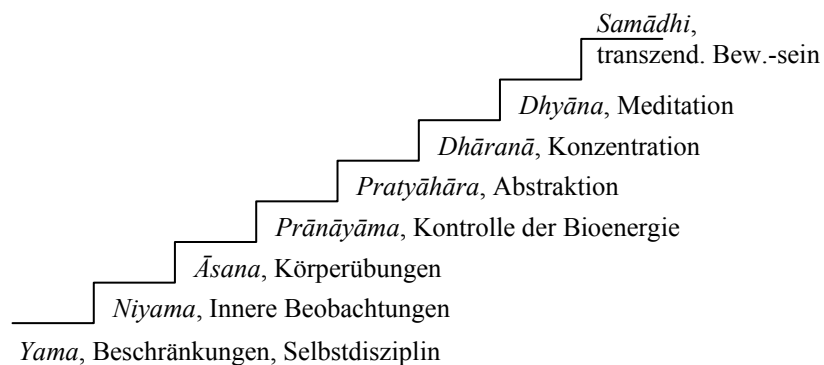 Samādhi,
transzend. Bew.-sein
Dhyāna, Meditation
Dhāranā, Konzentration
Pratyāhāra, Abstraktion
Prānāyāma, Kontrolle der Bioenergie
Āsana, Körperübungen
Niyama, Innere Beobachtungen
Yama, Beschränkungen, Selbstdisziplin